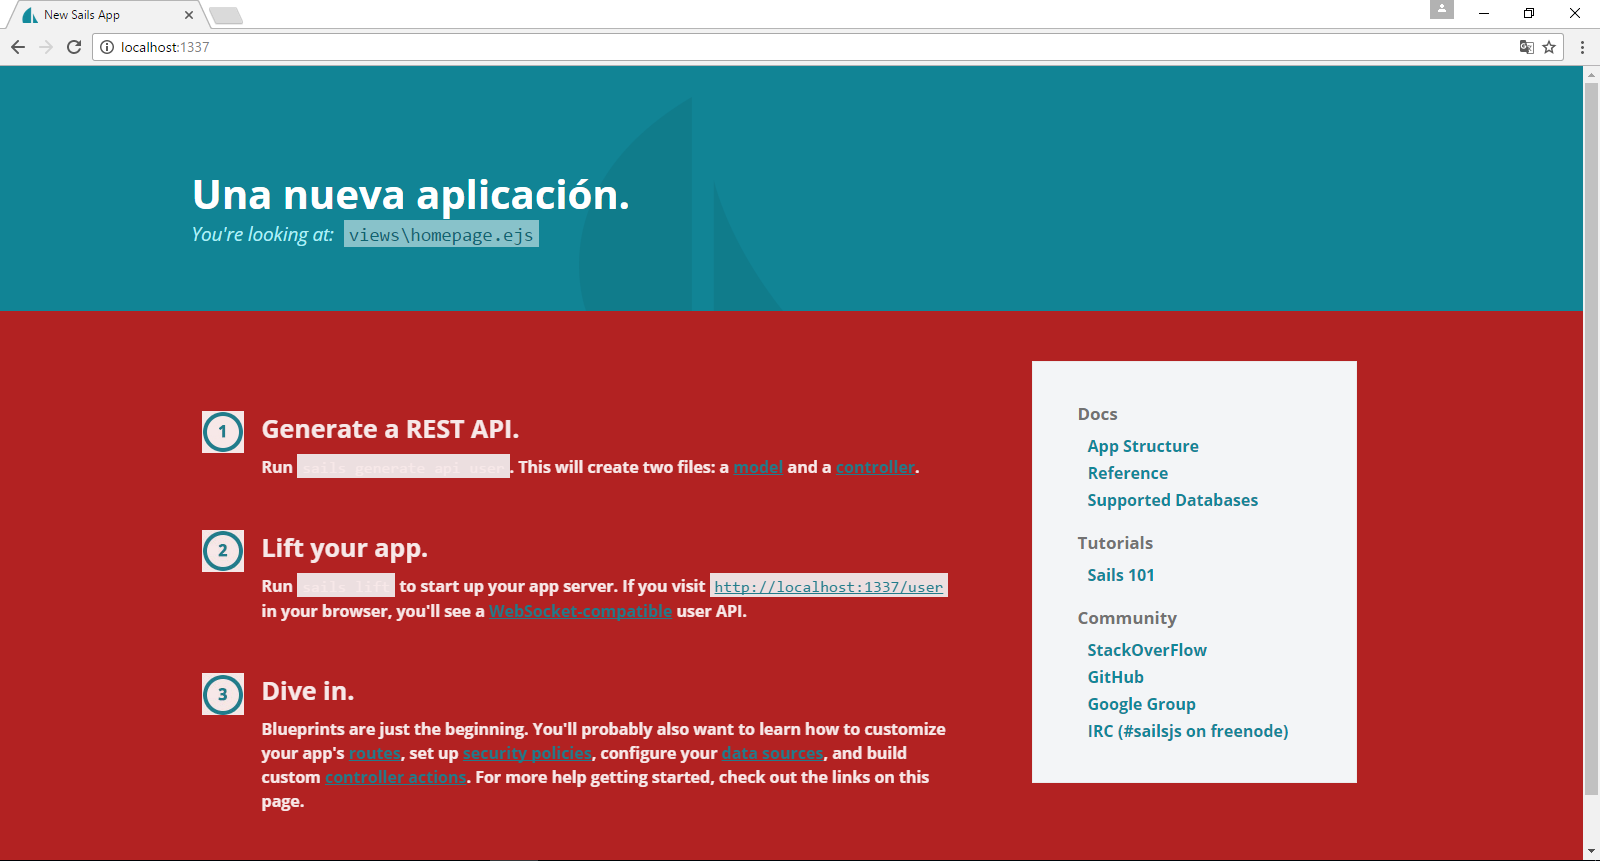 New Sails App
localhost:1337
Una nueva aplicación.
You're looking at: views\homepage.ejs
1
Generate a REST API.
Run sails generate api user. This will create two files: a model and a controller.
2
Lift your app.
Run sails lift to start up your app server. If you visit http://localhost:1337/user
in your browser, you'll see a WebSocket-compatible user API.
3
Dive in.
Blueprints are just the beginning. You'll probably also want to learn how to customize
your app's routes, set up security policies, configure your data sources, and build
custom controller actions. For more help getting started, check out the links on this
page.
Docs
App Structure
Reference
Supported Databases
Tutorials
Sails 101
Community
StackOverFlow
GitHub
Google Group
IRC (#sailsjs on freenode)